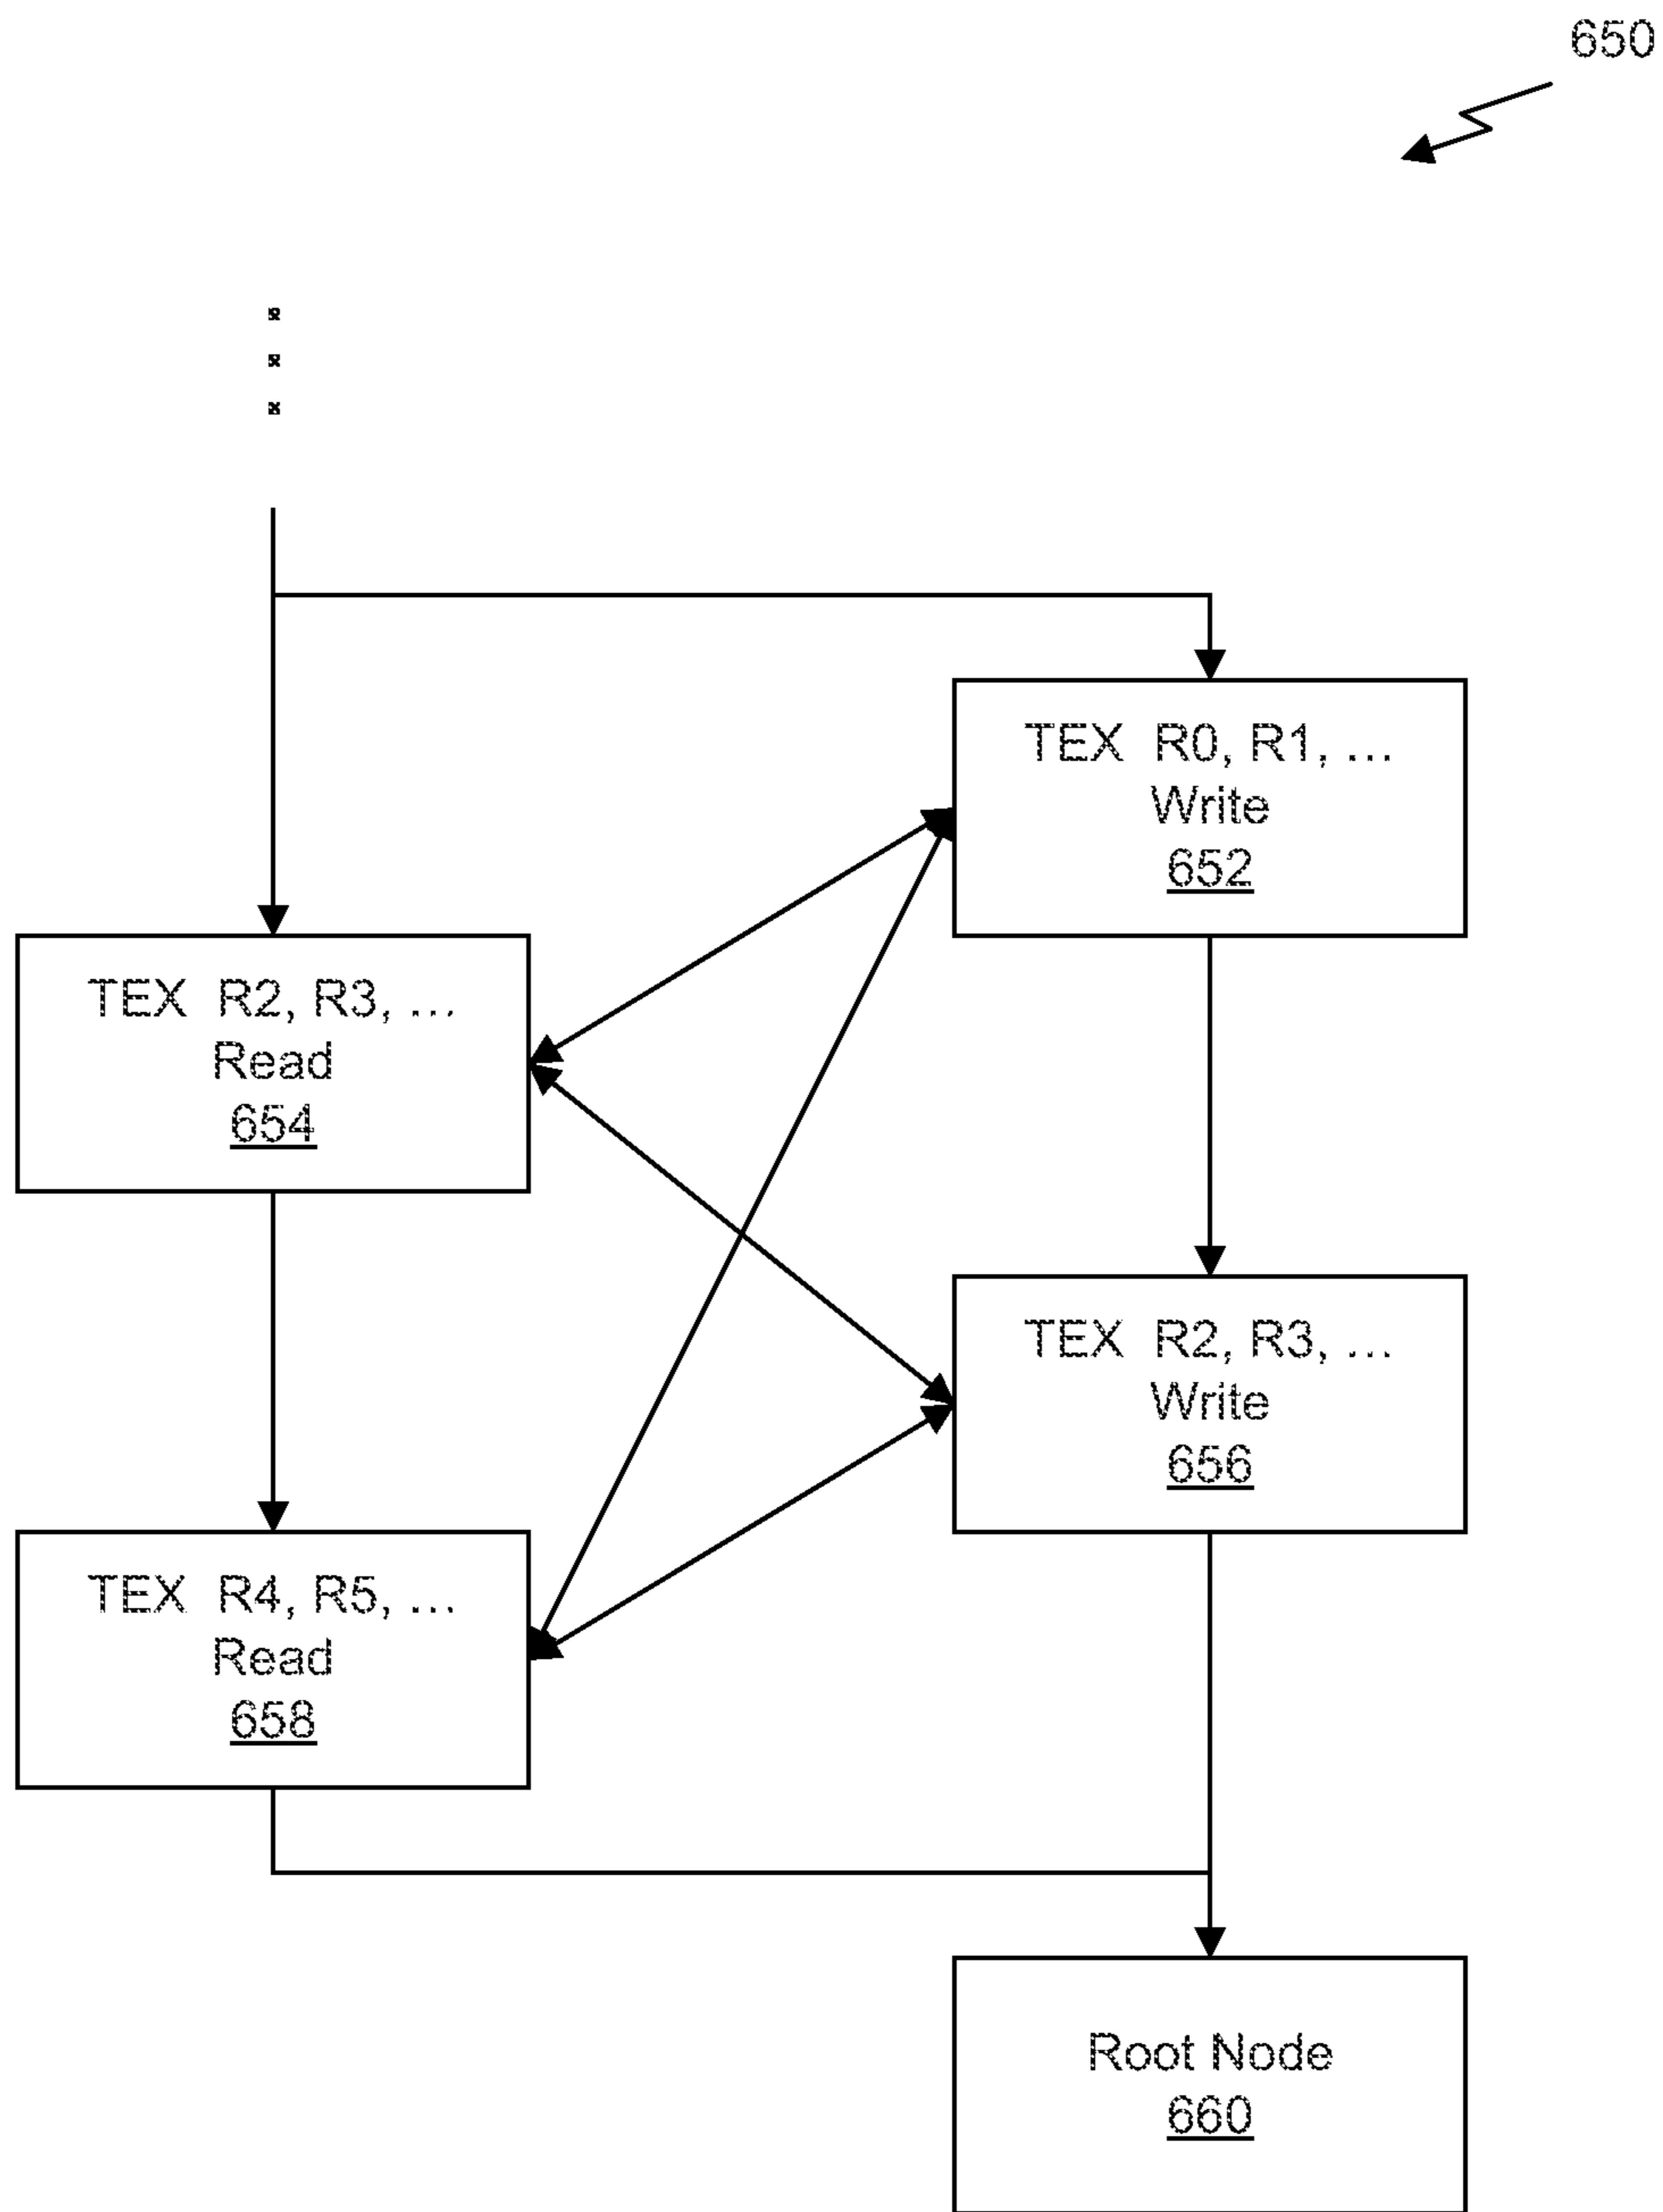 650
TEX R0, R1, ...
Write
652
TEX R2, R3, ...
Read
654
TEX R2, R3, ...
Write
656
TEX R4, R5, ...
Read
658
Root Node
660